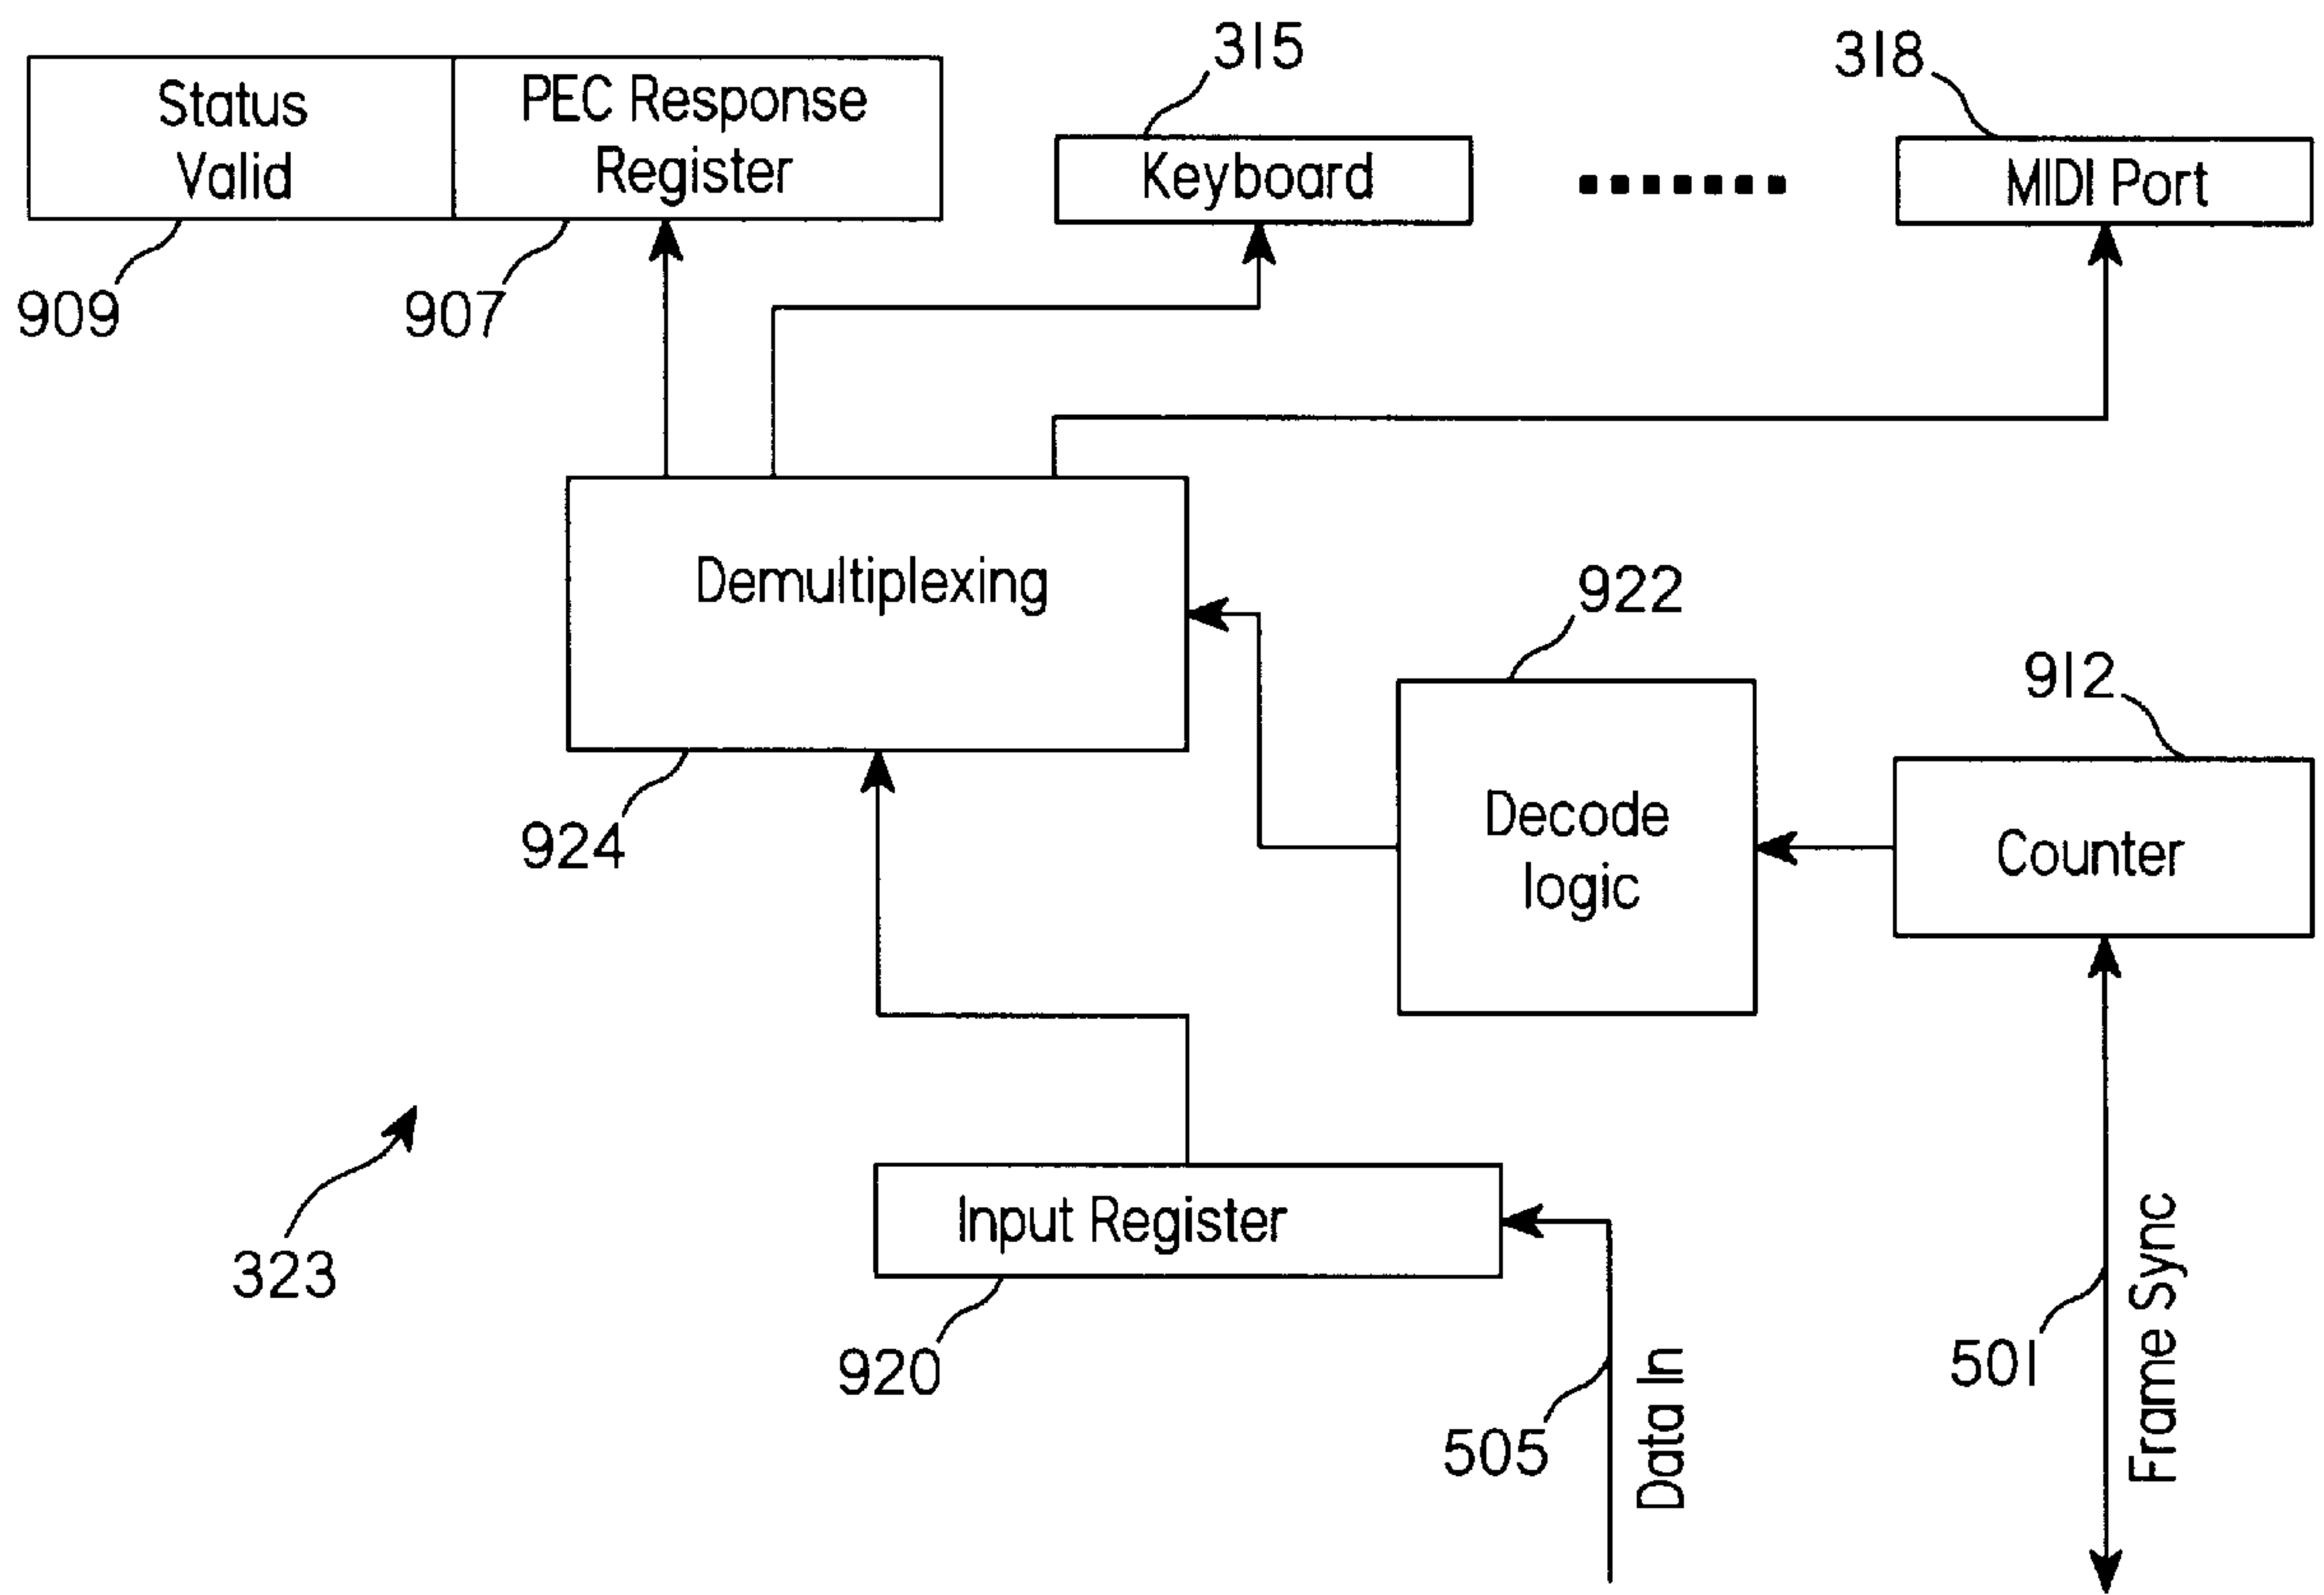 315
318
Status
Valid
PEC Response
Register
Keyboard
MIDI Port
909
907
Demultiplexing
922
912
924
Decode
logic
Counter
Input Register
323
920
505
Data In
501
Frame Sync